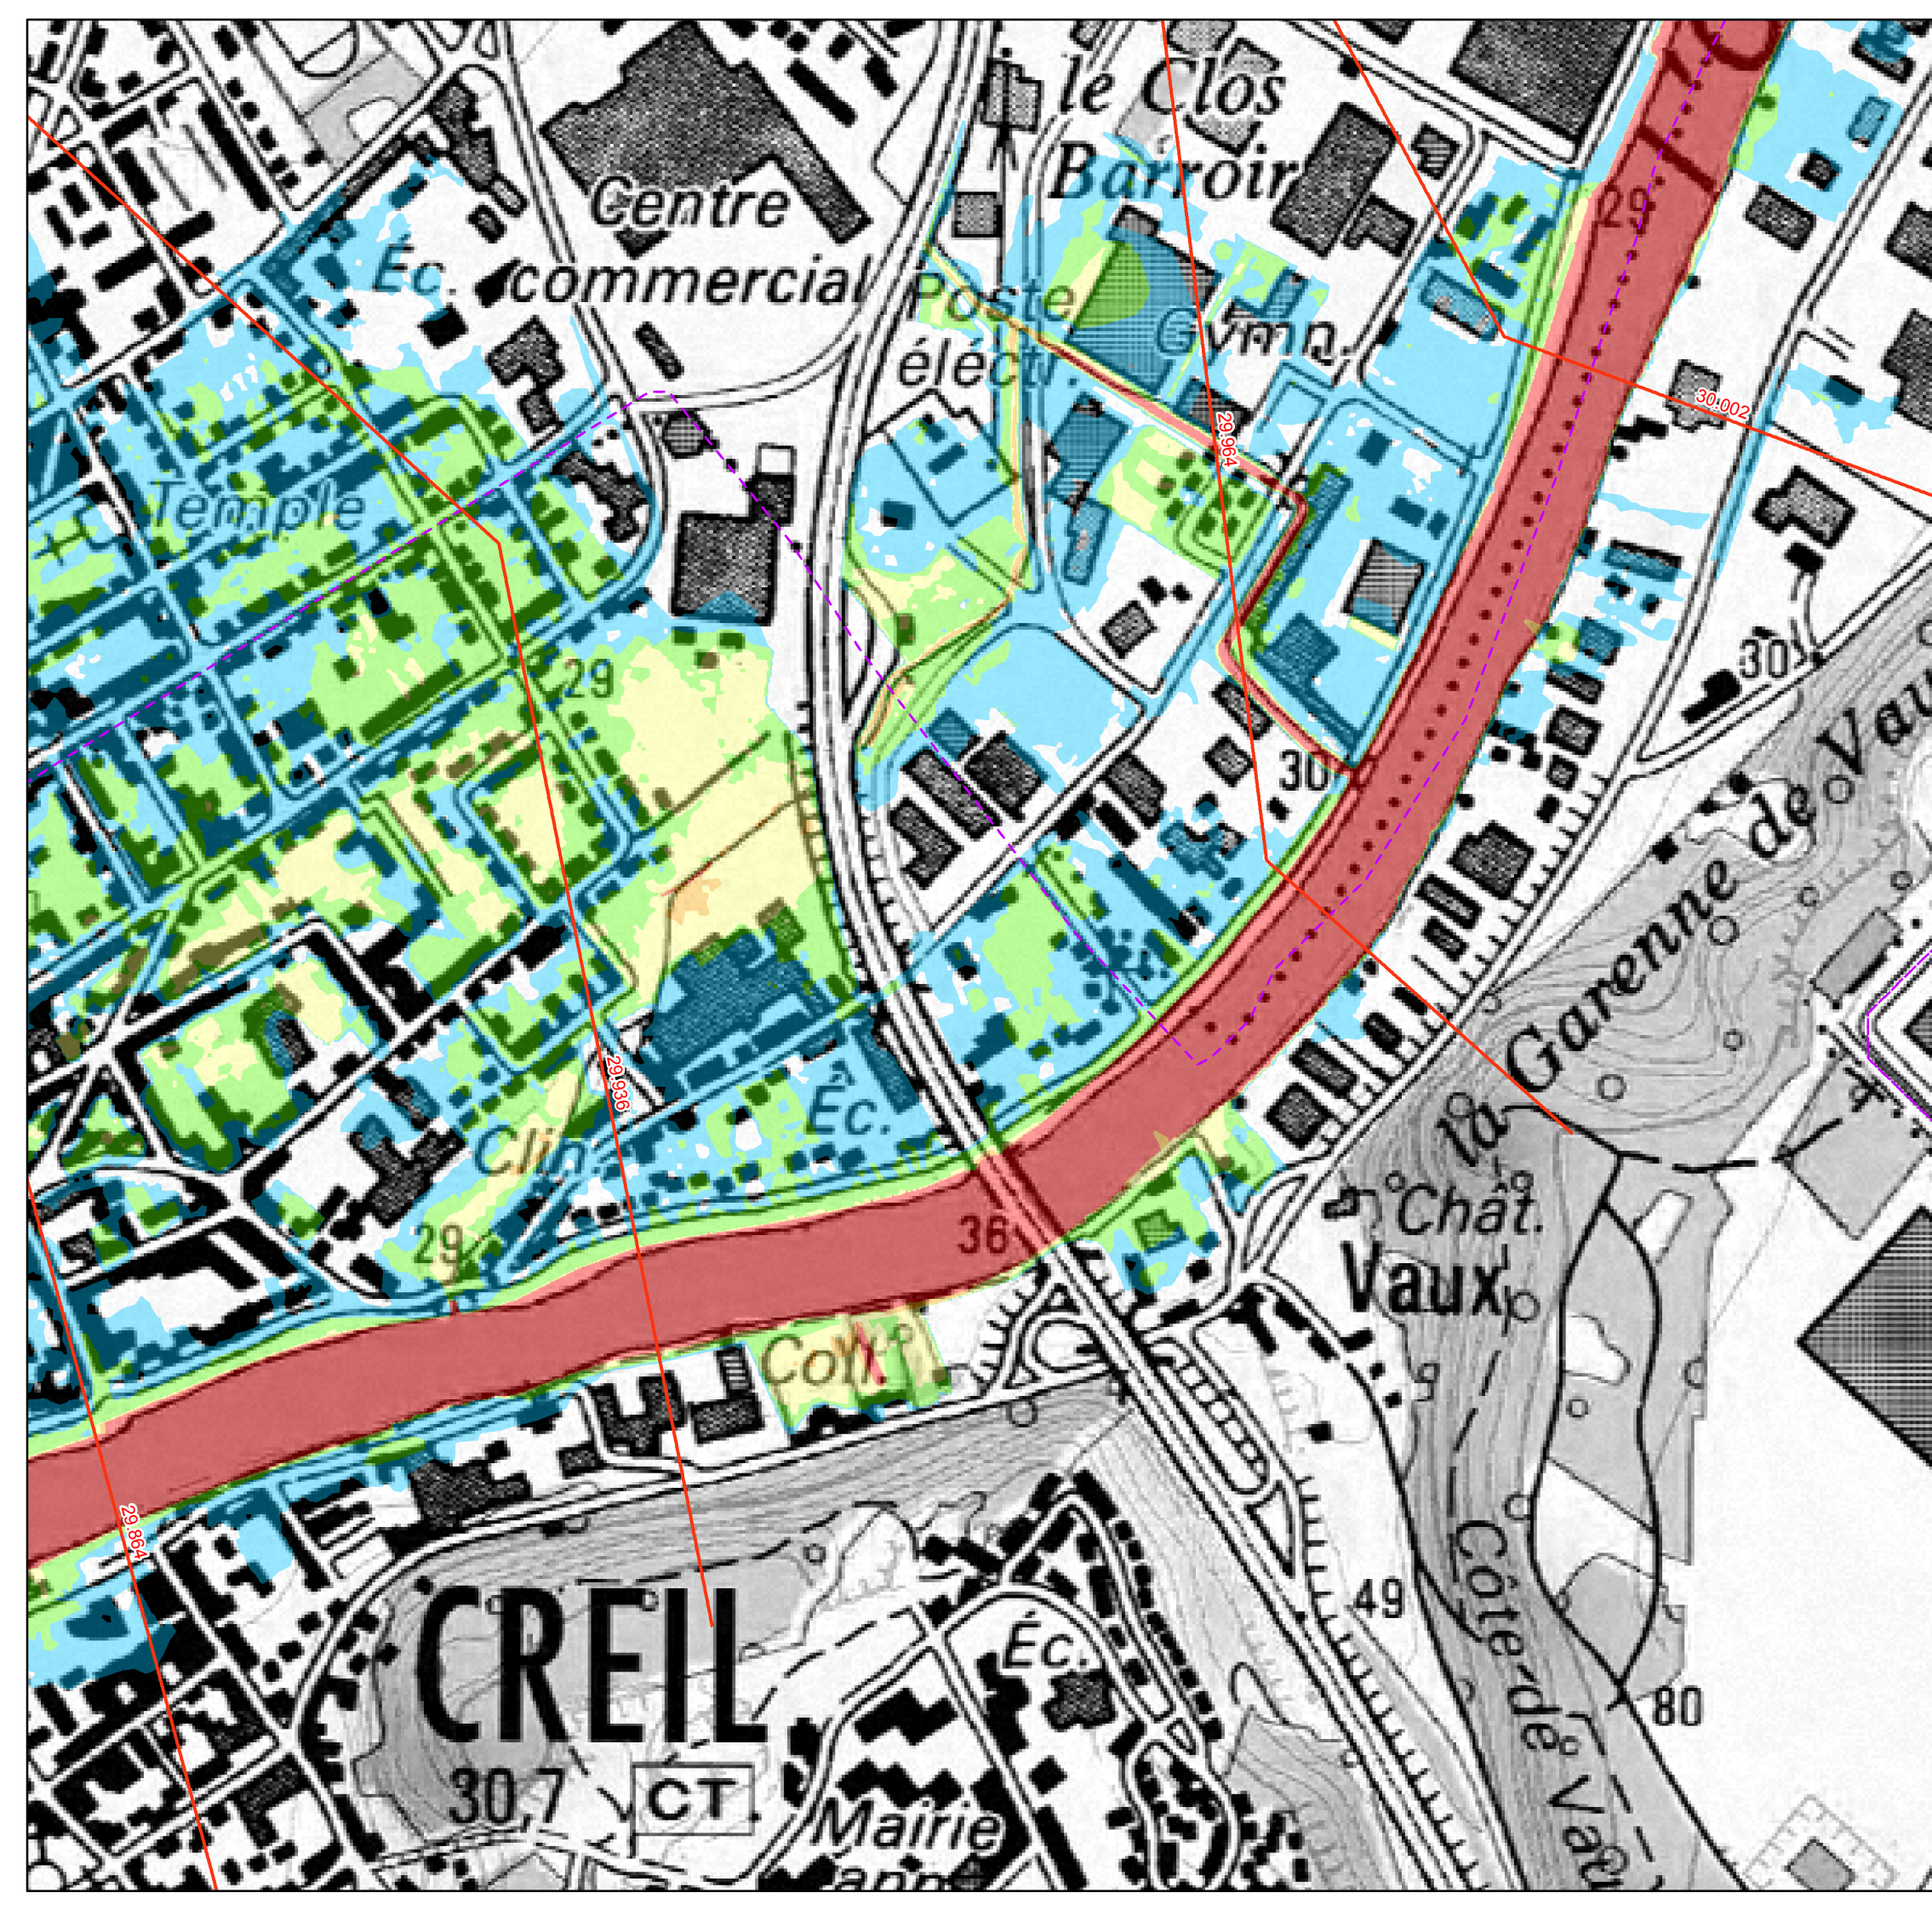 110
le Clos
Barroir
29
Centre
commercial
Éc.
Poste
électr.
Gymn.
30.002
29.964
Temple
29
30
30
la Garenne de Vaux
29.936
Éc.
Clin.
29
36
Chât.
Vaux
Coll.
29.864
CREIL
Éc.
49
Côte de Vaux
80
30,7
CT
Mairie
ann